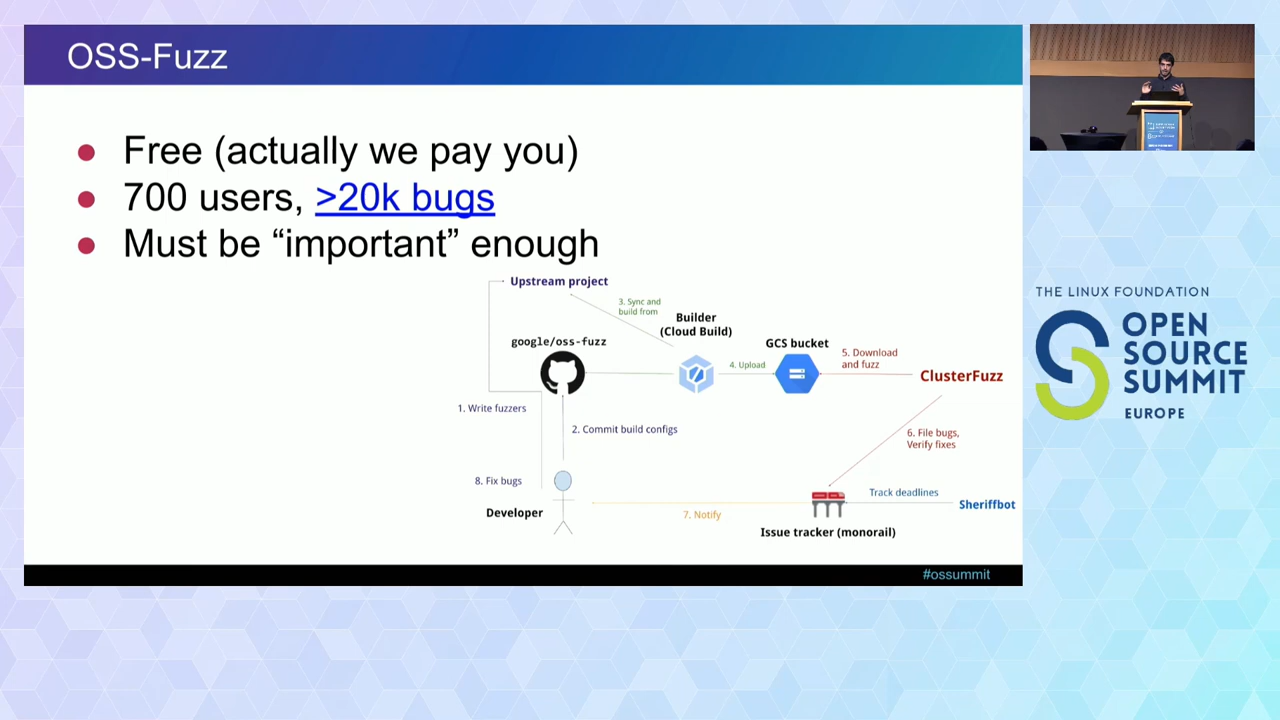 OSS-Fuzz
Free (actually we pay you)
700 users, >20k bugs
Must be “important” enough
Upstream project
3. Sync and
build from
Builder
(Cloud Build)
google/oss-fuzz
GCS bucket
4. Upload
5. Download
and fuzz
ClusterFuzz
1. Write fuzzers
2. Commit build configs
6. File bugs,
Verify fixes
8. Fix bugs
Developer
7. Notify
Track deadlines
Sheriffbot
Issue tracker (monorail)
#ossummit
THE LINUX FOUNDATION
OPEN
SOURCE
SUMMIT
EUROPE